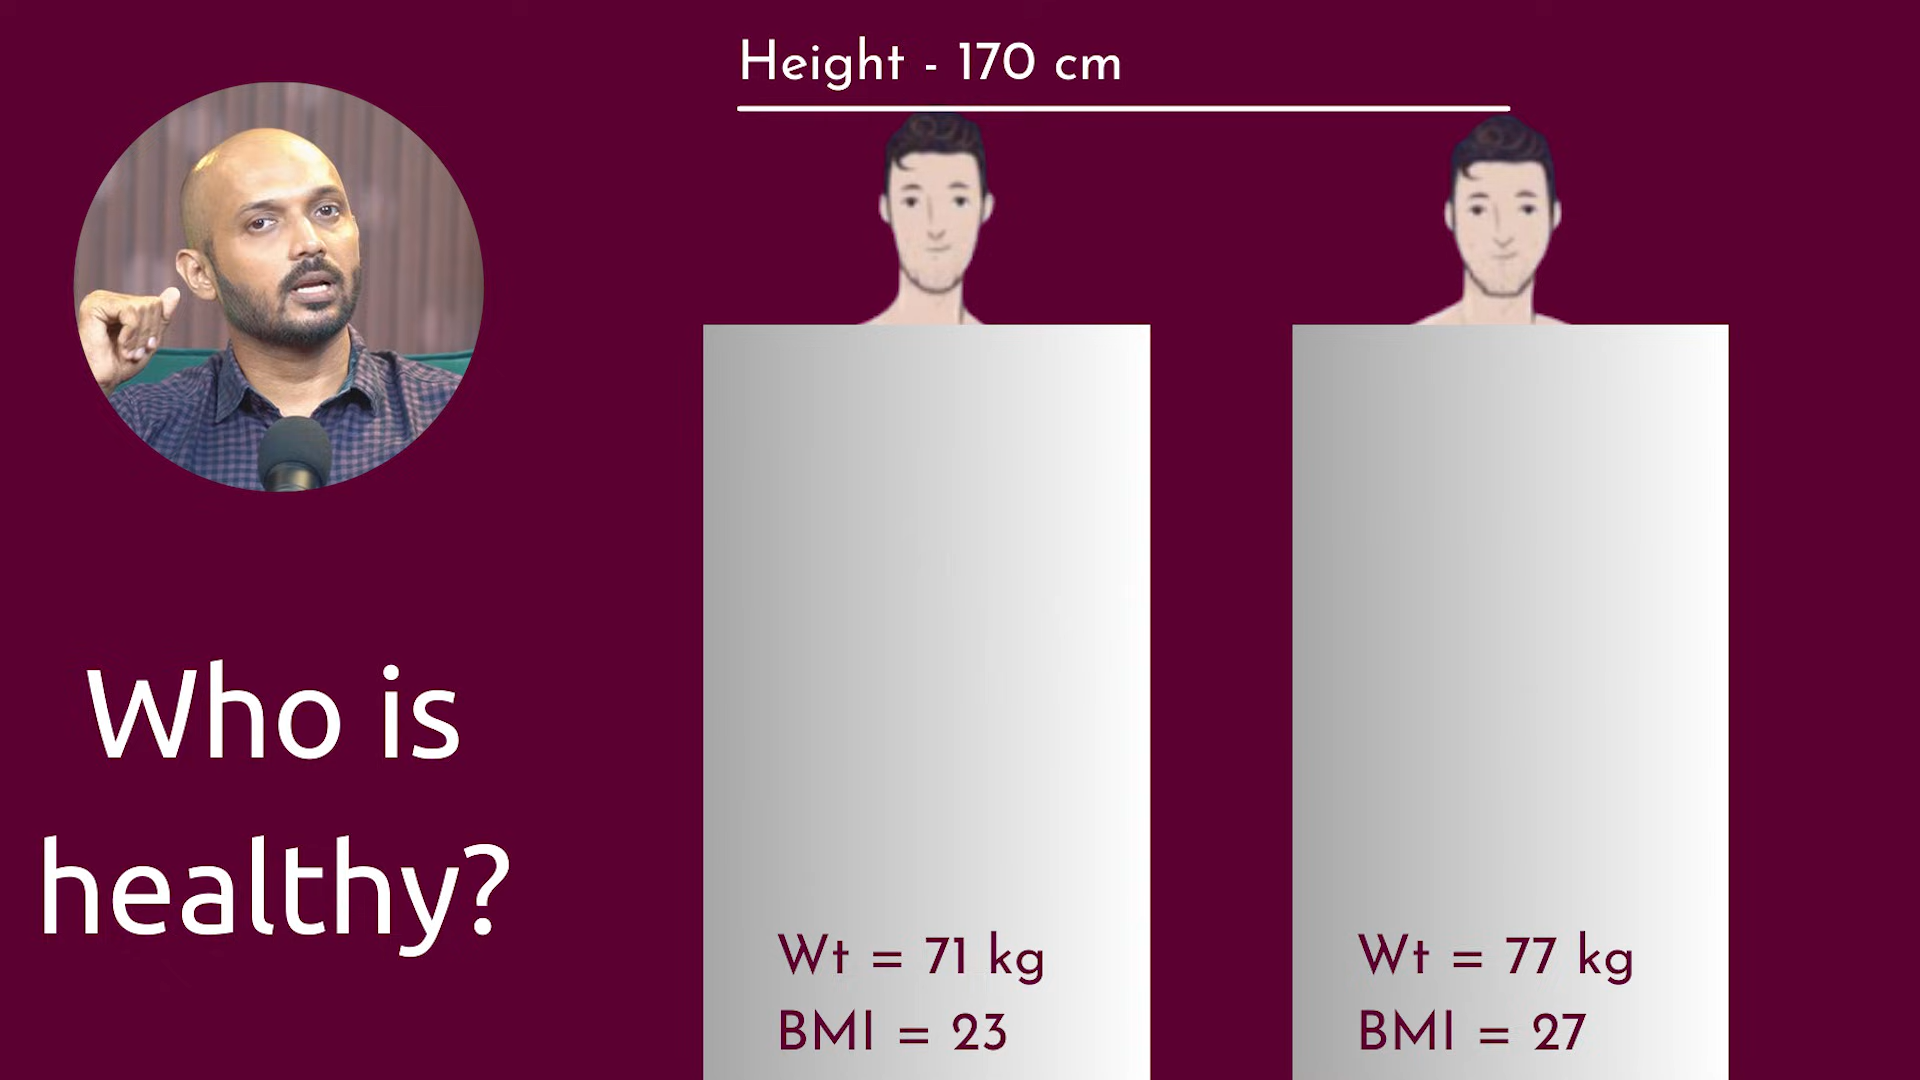 Height - 170 cm
Who is
healthy?
Wt = 71 kg
BMI = 23
Wt = 77 kg
BMI = 27